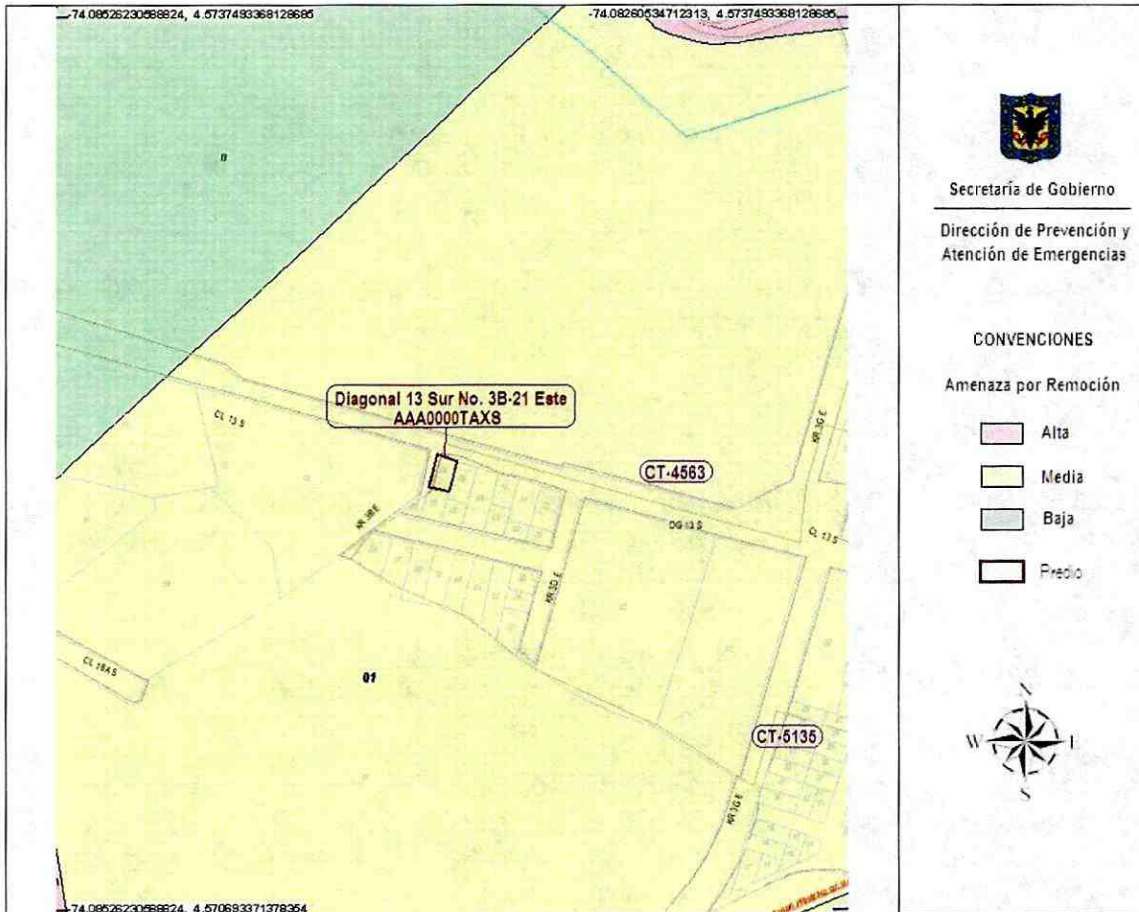 -74.08526230588824, 4.5737493368128685
-74.08260534712313, 4.5737493368128685
Secretaría de Gobierno
Dirección de Prevención y
Atención de Emergencias
CONVENCIONES
Amenaza por Remoción
Alta
Media
Baja
Predio
Diagonal 13 Sur No. 3B-21 Este
AAA0000TAXS
CL 13 S
CT-4563
KR 3G E
DG 13 S
CL 13 S
KR 3B E
KR 3D E
CL 16A S
01
CT-5135
KR 3G E
N
W
E
S
-74.08526230588824, 4.570693371378354